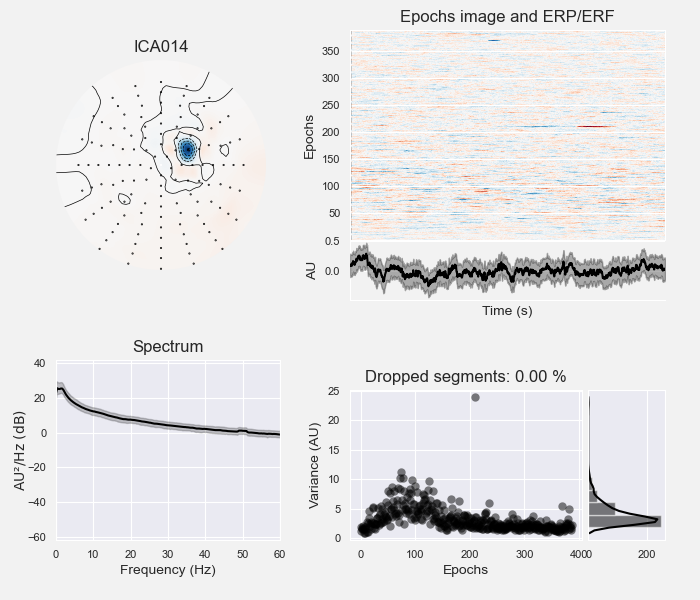 ICA014
Epochs image and ERP/ERF
Epochs
350
300
250
200
150
100
50
0.5
0.0
AU
Time (s)
Spectrum
AU²/Hz (dB)
40
20
0
−20
−40
−60
0 10 20 30 40 50 60
Frequency (Hz)
Dropped segments: 0.00 %
Variance (AU)
25
20
15
10
5
0
0 100 200 300 400
Epochs
0 200